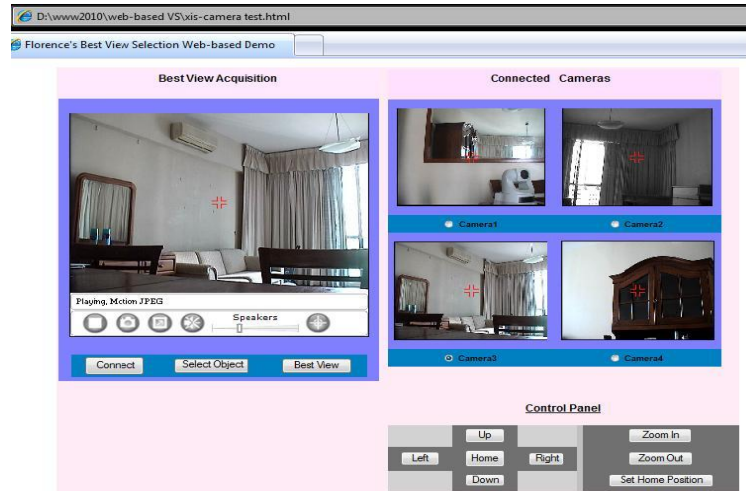 D:\www2010\web-based VS\xis-camera test.html
Florence's Best View Selection Web-based Demo
Best View Acquisition
Connected Cameras
Camera1
Camera2
Playing, Motion JPEG
Speakers
Camera3
Camera4
Connect
Select Object
Best View
Control Panel
Up
Zoom In
Left
Home
Right
Zoom Out
Down
Set Home Position